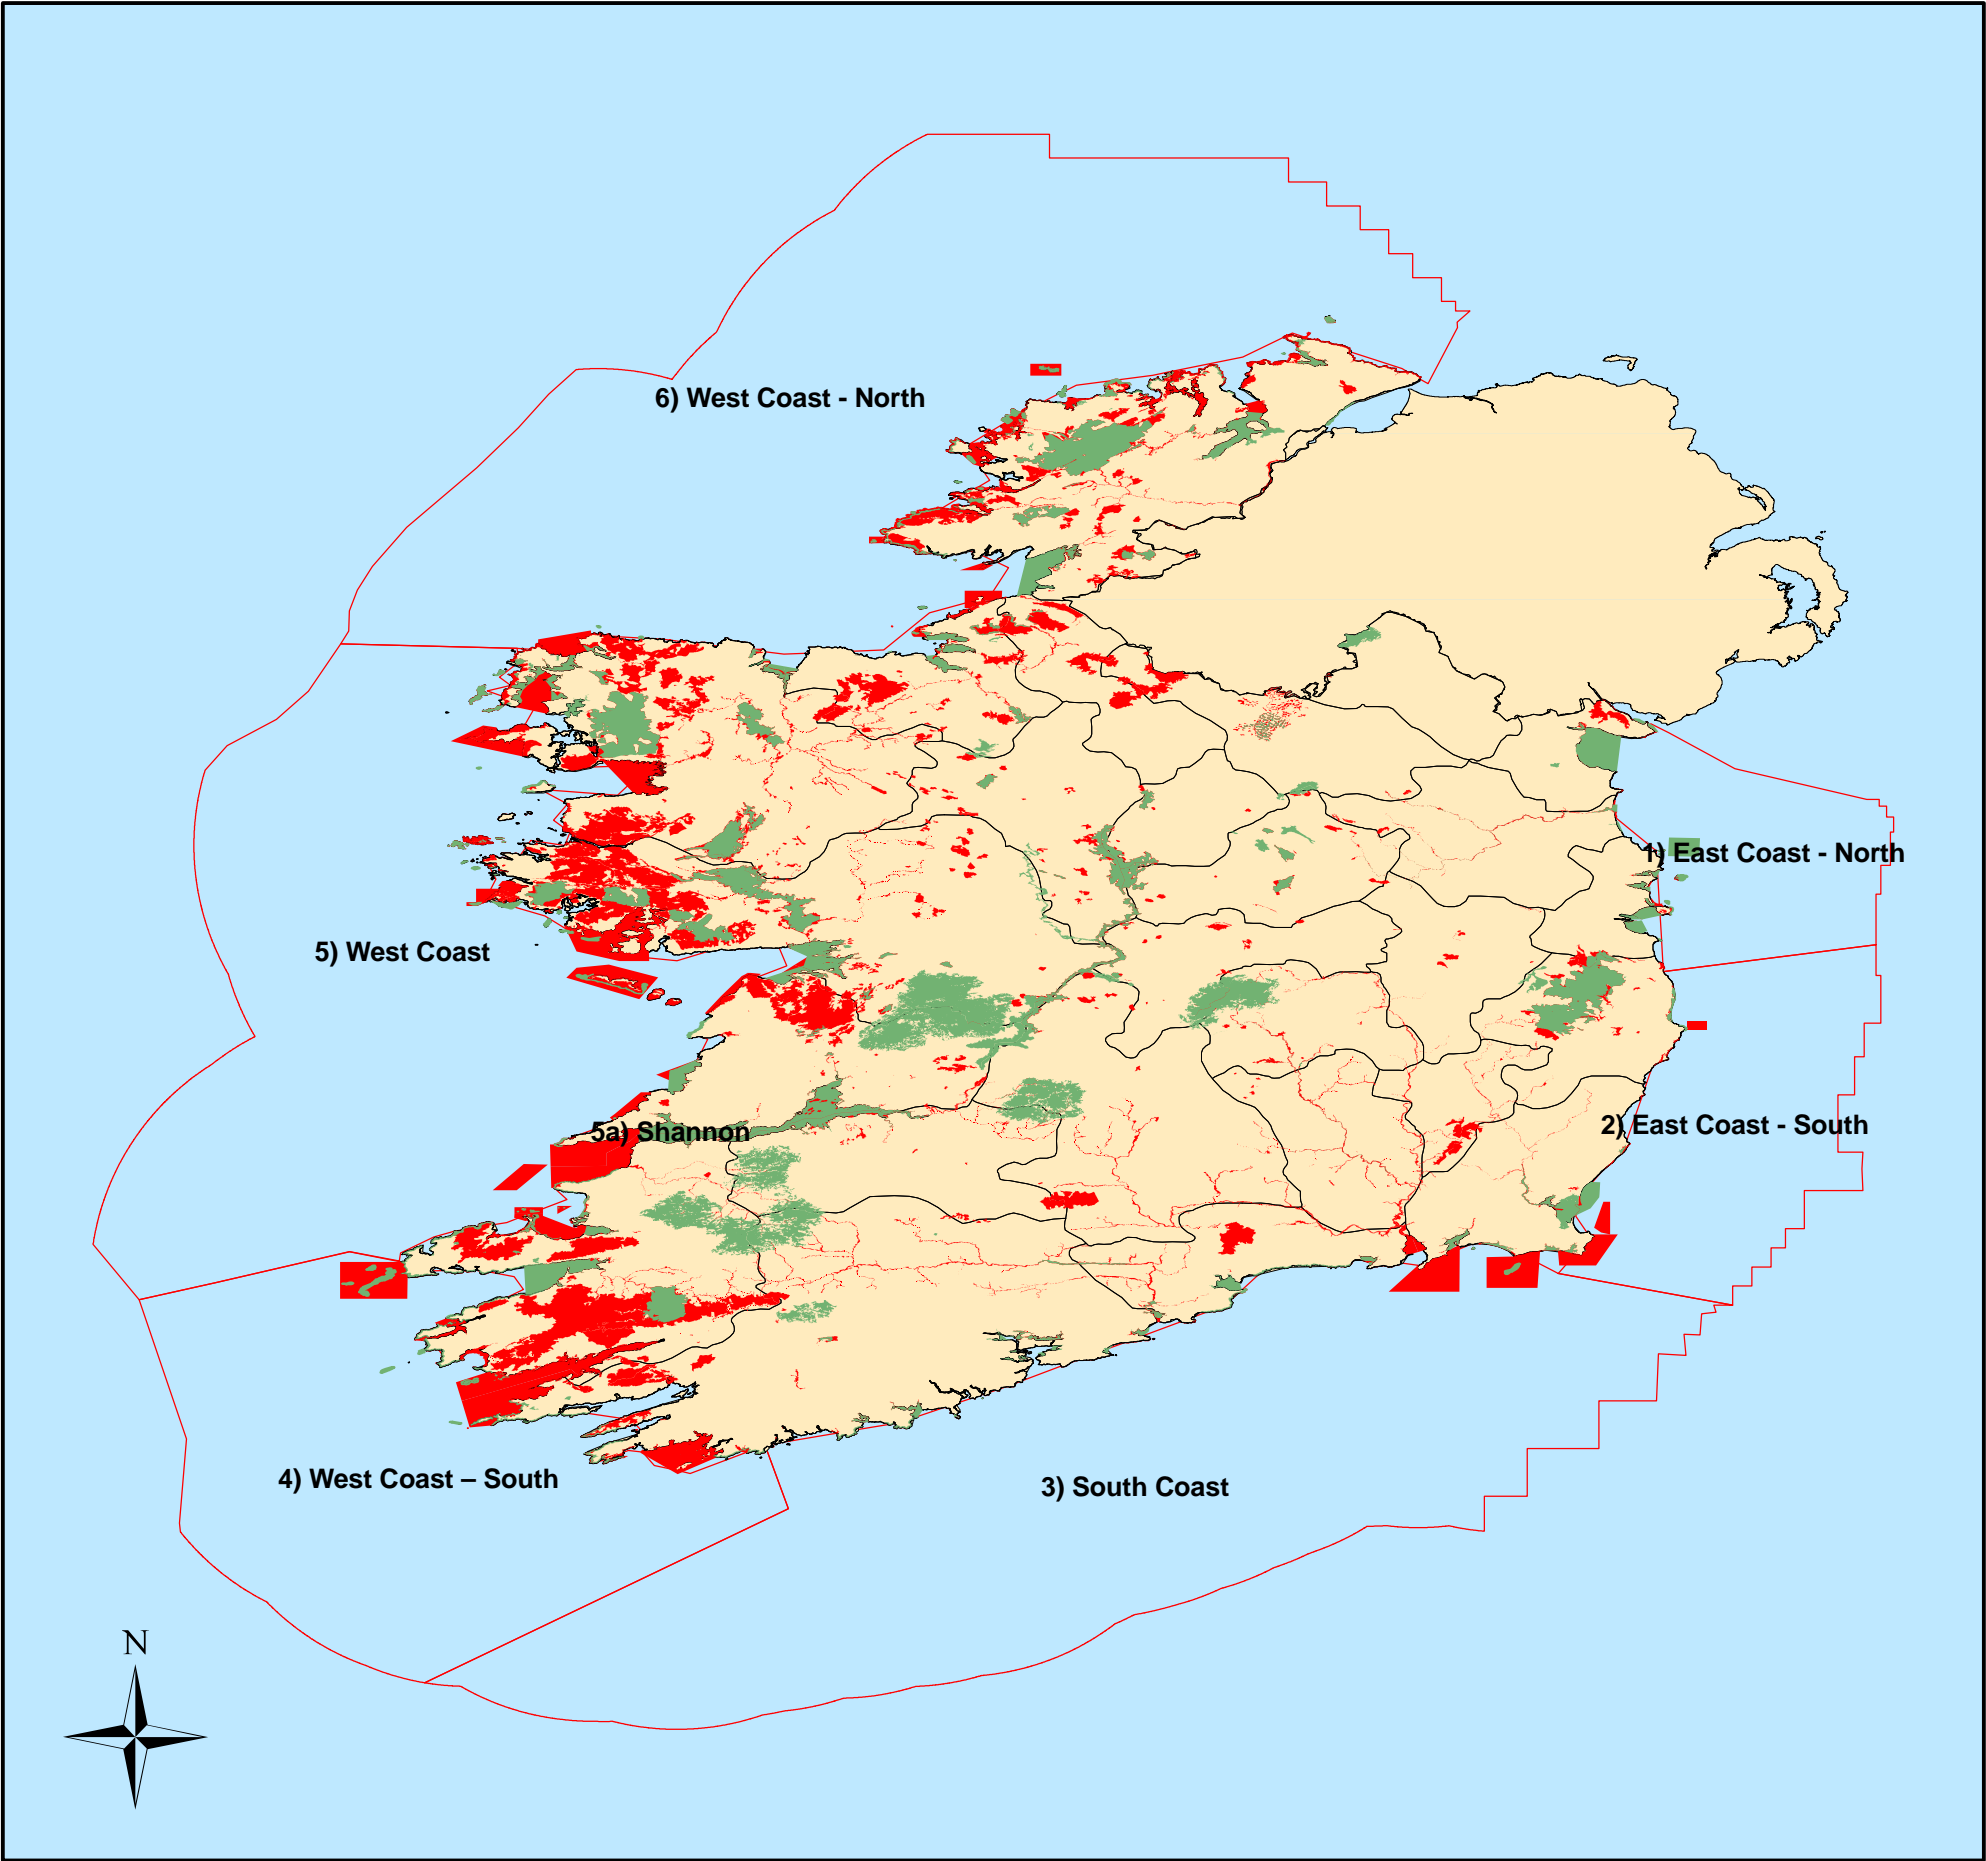 6) West Coast - North
1) East Coast - North
5) West Coast
2) East Coast - South
5a) Shannon
4) West Coast – South
3) South Coast
N